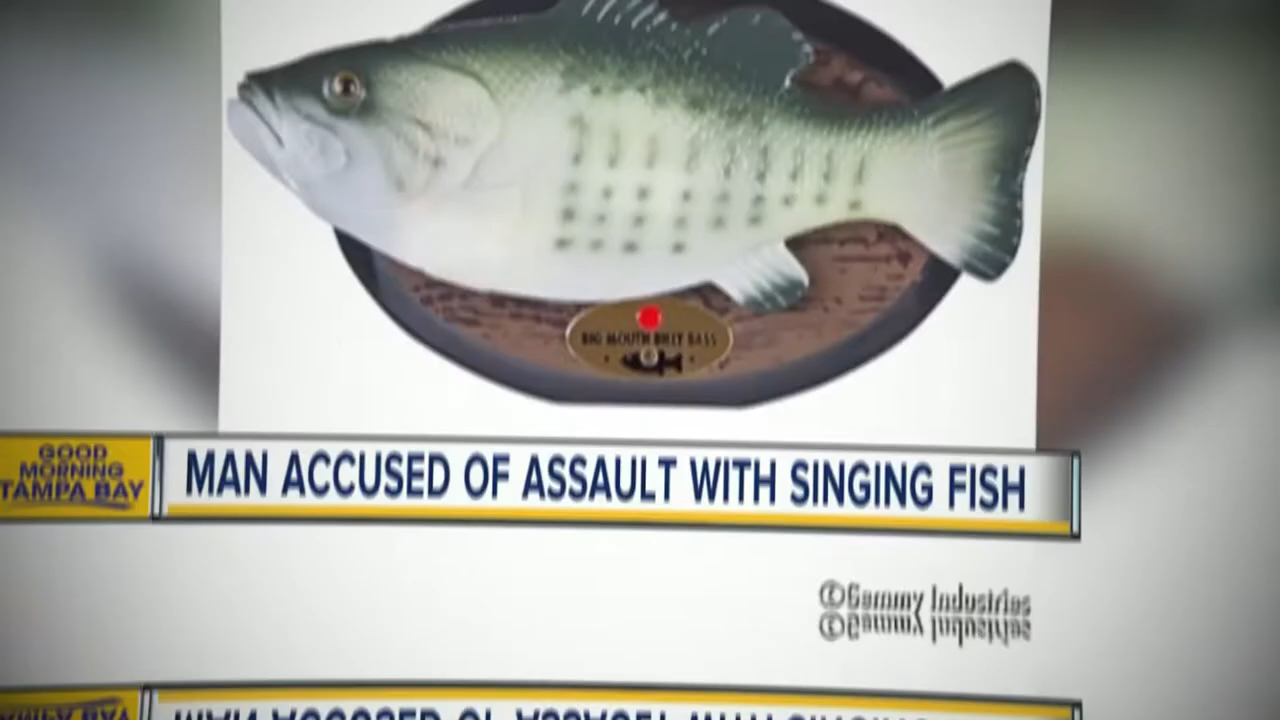 BIG MOUTH BILLY BASS
GOOD
MORNING
TAMPA BAY
MAN ACCUSED OF ASSAULT WITH SINGING FISH
©Gemmy Industries